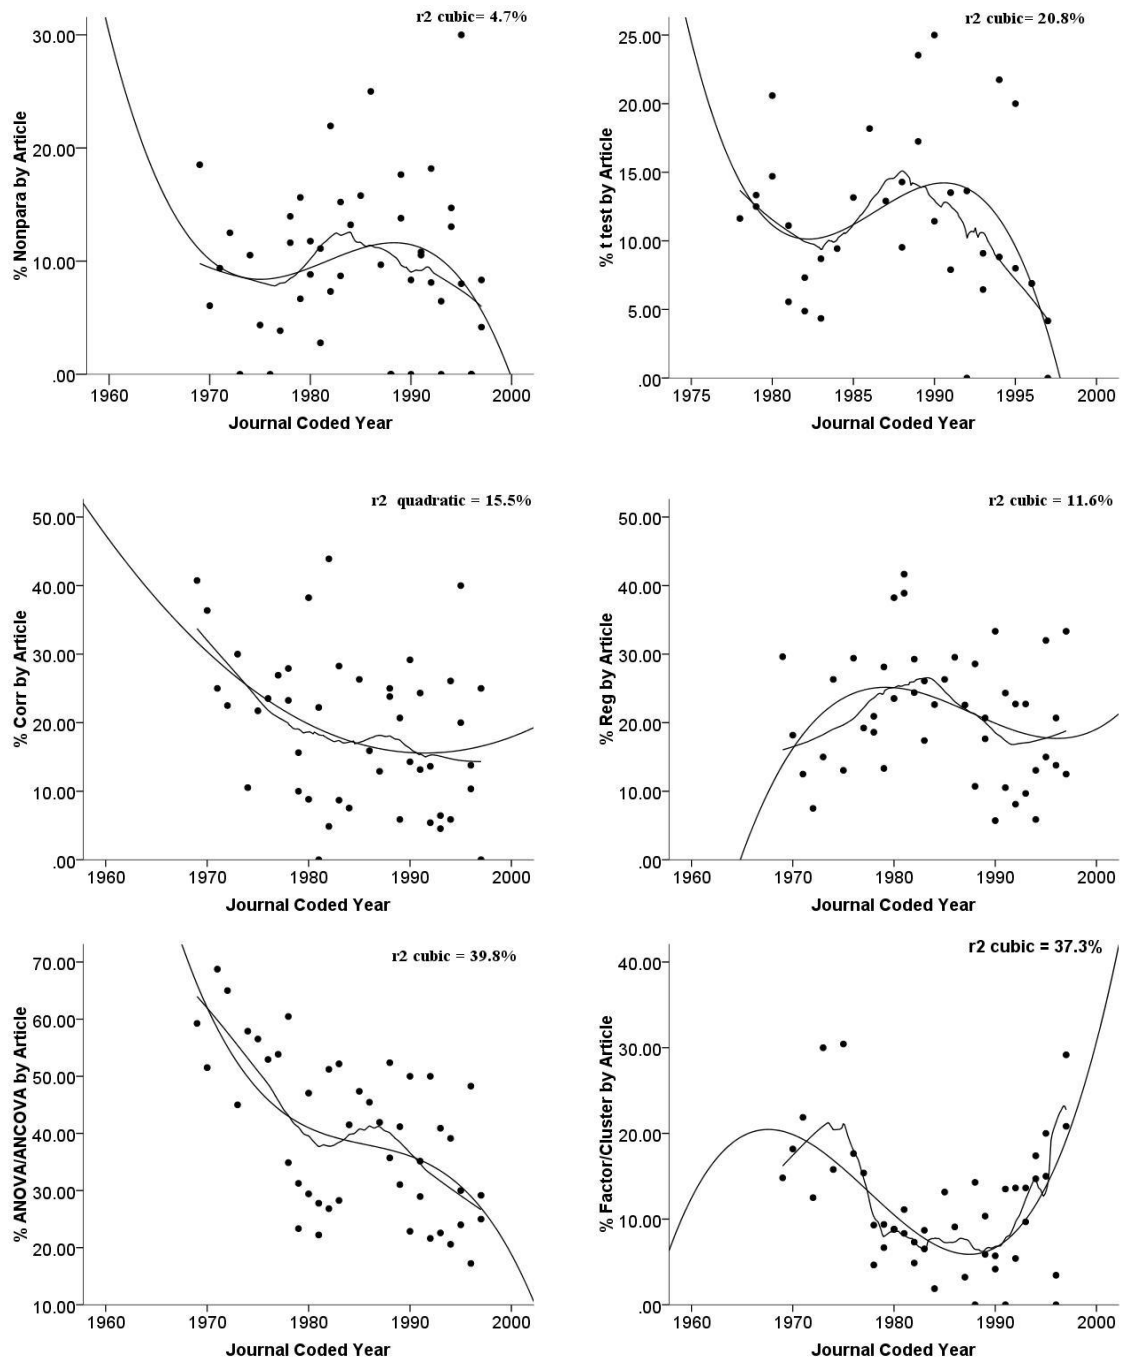 r2 cubic= 4.7%
% Nonpara by Article
30.00
20.00
10.00
.00
1960 1970 1980 1990 2000
Journal Coded Year
r2 cubic= 20.8%
% t test by Article
25.00
20.00
15.00
10.00
5.00
.00
1975 1980 1985 1990 1995 2000
Journal Coded Year
r2 quadratic = 15.5%
% Corr by Article
50.00
40.00
30.00
20.00
10.00
.00
1960 1970 1980 1990 2000
Journal Coded Year
r2 cubic = 11.6%
% Reg by Article
50.00
40.00
30.00
20.00
10.00
.00
1960 1970 1980 1990 2000
Journal Coded Year
r2 cubic = 39.8%
% ANOVA/ANCOVA by Article
70.00
60.00
50.00
40.00
30.00
20.00
10.00
1960 1970 1980 1990 2000
Journal Coded Year
r2 cubic = 37.3%
% Factor/Cluster by Article
40.00
30.00
20.00
10.00
.00
1960 1970 1980 1990 2000
Journal Coded Year